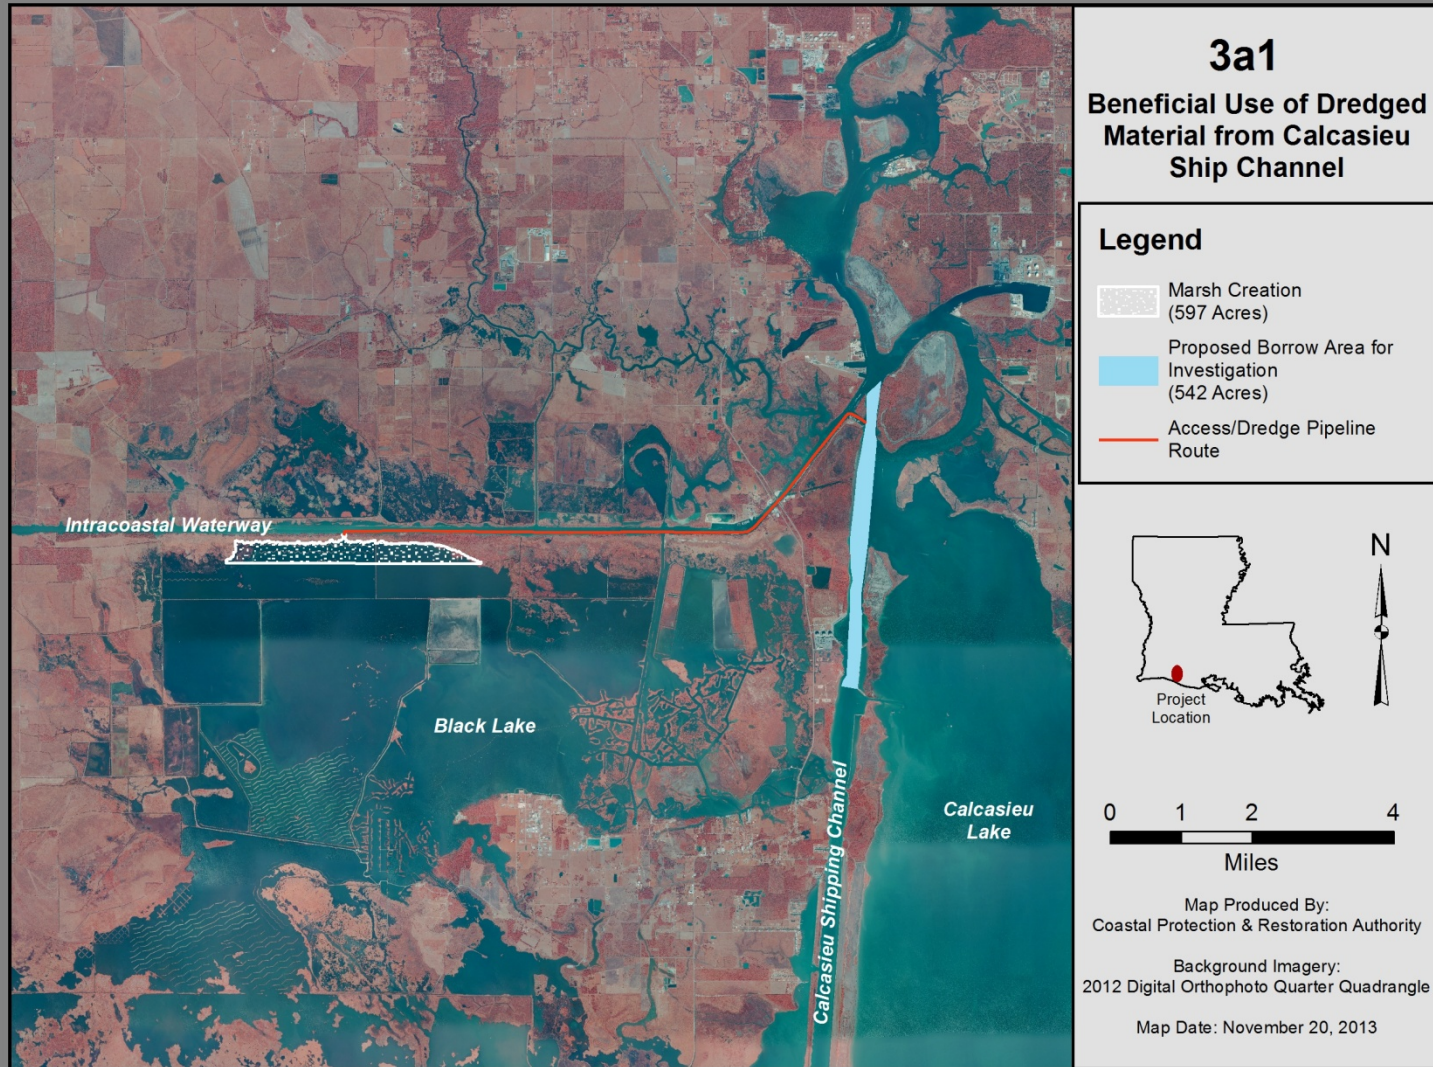 3a1
Beneficial Use of Dredged
Material from Calcasieu
Ship Channel
Legend
Marsh Creation
(597 Acres)
Proposed Borrow Area for
Investigation
(542 Acres)
Access/Dredge Pipeline
Route
Intracoastal Waterway
Black Lake
Calcasieu Shipping Channel
Calcasieu
Lake
N
Project
Location
0 1 2 4
Miles
Map Produced By:
Coastal Protection & Restoration Authority
Background Imagery:
2012 Digital Orthophoto Quarter Quadrangle
Map Date: November 20, 2013